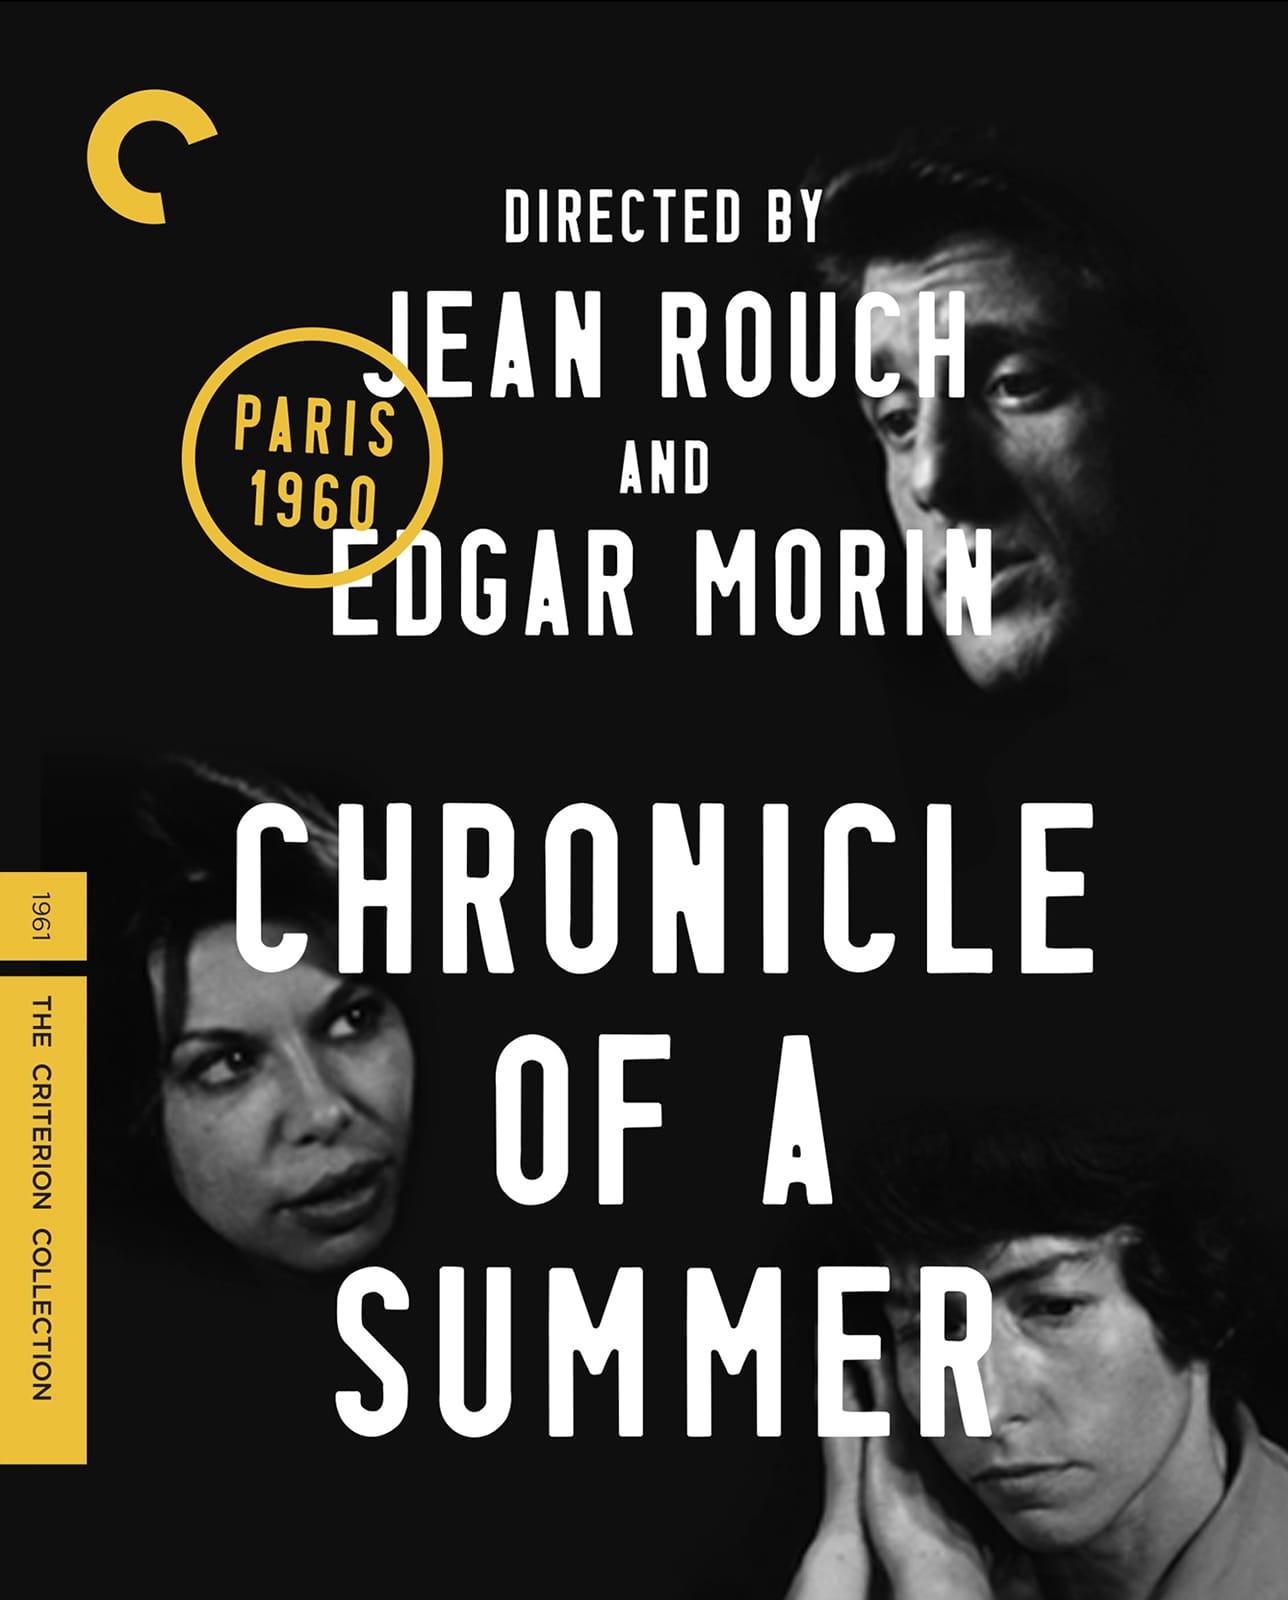 DIRECTED BY
JEAN ROUCH
PARIS
1960
AND
EDGAR MORIN
CHRONICLE
OF A
SUMMER
1961
THE CRITERION COLLECTION